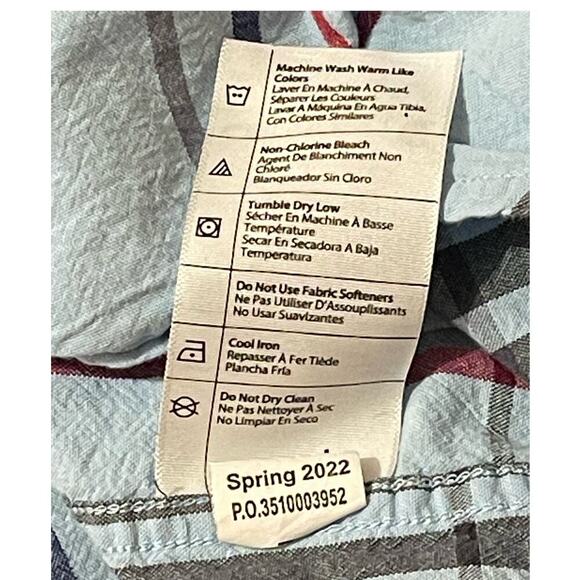 Machine Wash Warm Like
Colors
Laver En Machine À Chaud,
Séparer Les Couleurs
Lavar A Máquina En Agua Tibia,
Con Colores Similares
Non-Chlorine Bleach
Agent De Blanchiment Non
Chloré
Blanqueador Sin Cloro
Tumble Dry Low
Sécher En Machine À Basse
Température
Secar En Secadora A Baja
Temperatura
Do Not Use Fabric Softeners
Ne Pas Utiliser D'Assouplissants
No Usar Suavizantes
Cool Iron
Repasser À Fer Tiède
Plancha Fría
Do Not Dry Clean
Ne Pas Nettoyer À Sec
No Limpiar En Seco
Spring 2022
P.O.3510003952